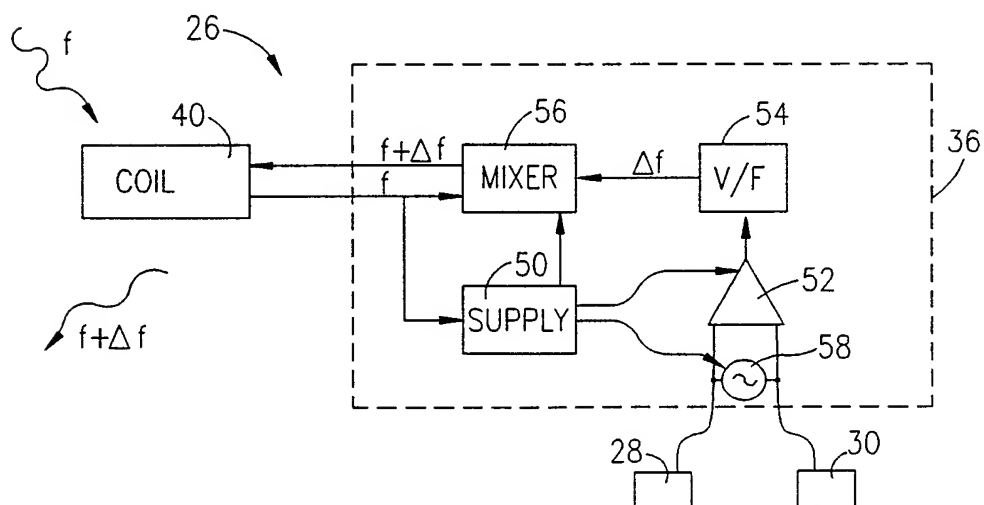 26
f
40
COIL
f+Δf
f
56
MIXER
Δf
54
V/F
36
50
SUPPLY
52
58
f+Δf
28
30